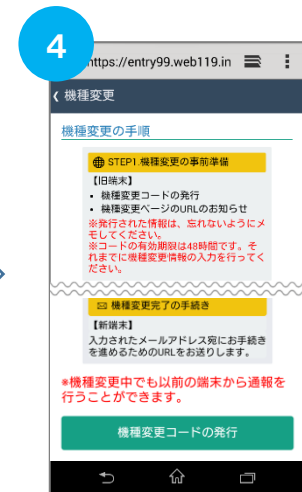 4
https://entry99.web119.in
機種変更
機種変更の手順
STEP1.機種変更の事前準備
【旧端末】
・ 機種変更コードの発行
・ 機種変更ページのURLのお知らせ
※発行された情報は、忘れないようにメ
モしてください。
※コードの有効期限は48時間です。そ
れまでに機種変更情報の入力を行ってく
ださい。
機種変更完了の手続き
【新端末】
入力されたメールアドレス宛にお手続き
を進めるためのURLをお送りします。
※機種変更中でも以前の端末から通報を
行うことができます。
機種変更コードの発行